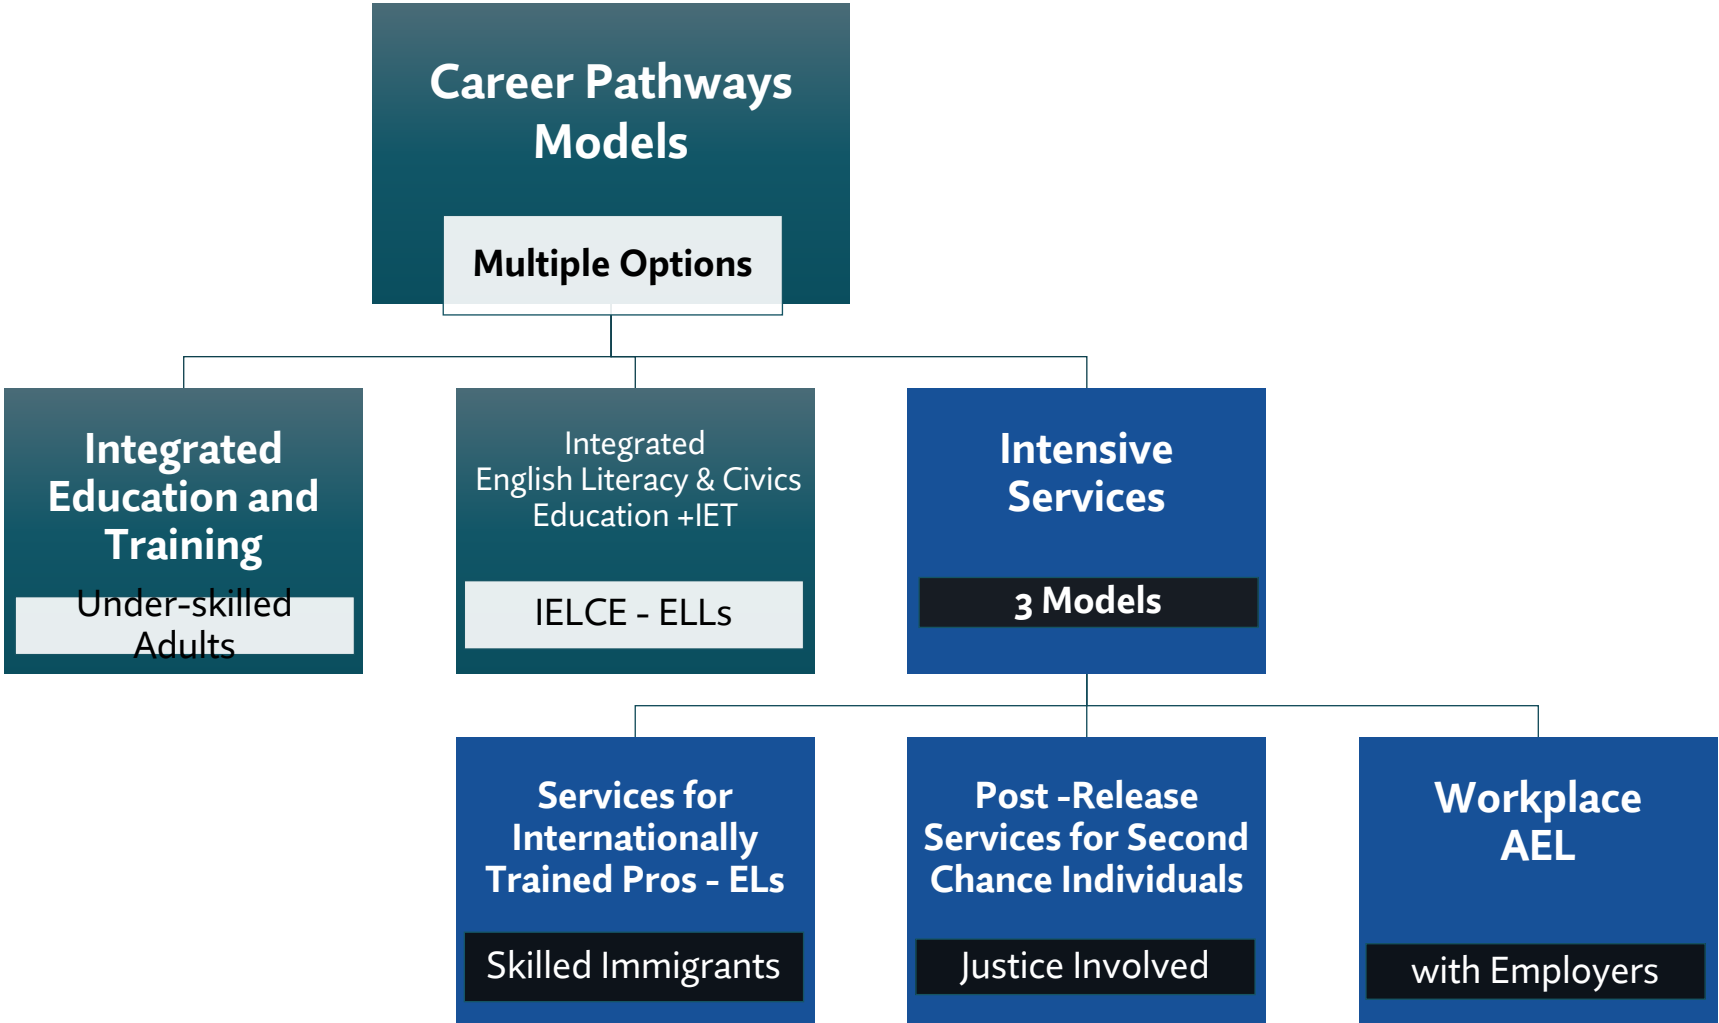 Career Pathways
Models
Multiple Options
Integrated
Education and
Training
Under-skilled
Adults
Integrated
English Literacy & Civics
Education +IET
IELCE - ELLs
Intensive
Services
3 Models
Services for
Internationally
Trained Pros - ELs
Skilled Immigrants
Post -Release
Services for Second
Chance Individuals
Justice Involved
Workplace
AEL
with Employers